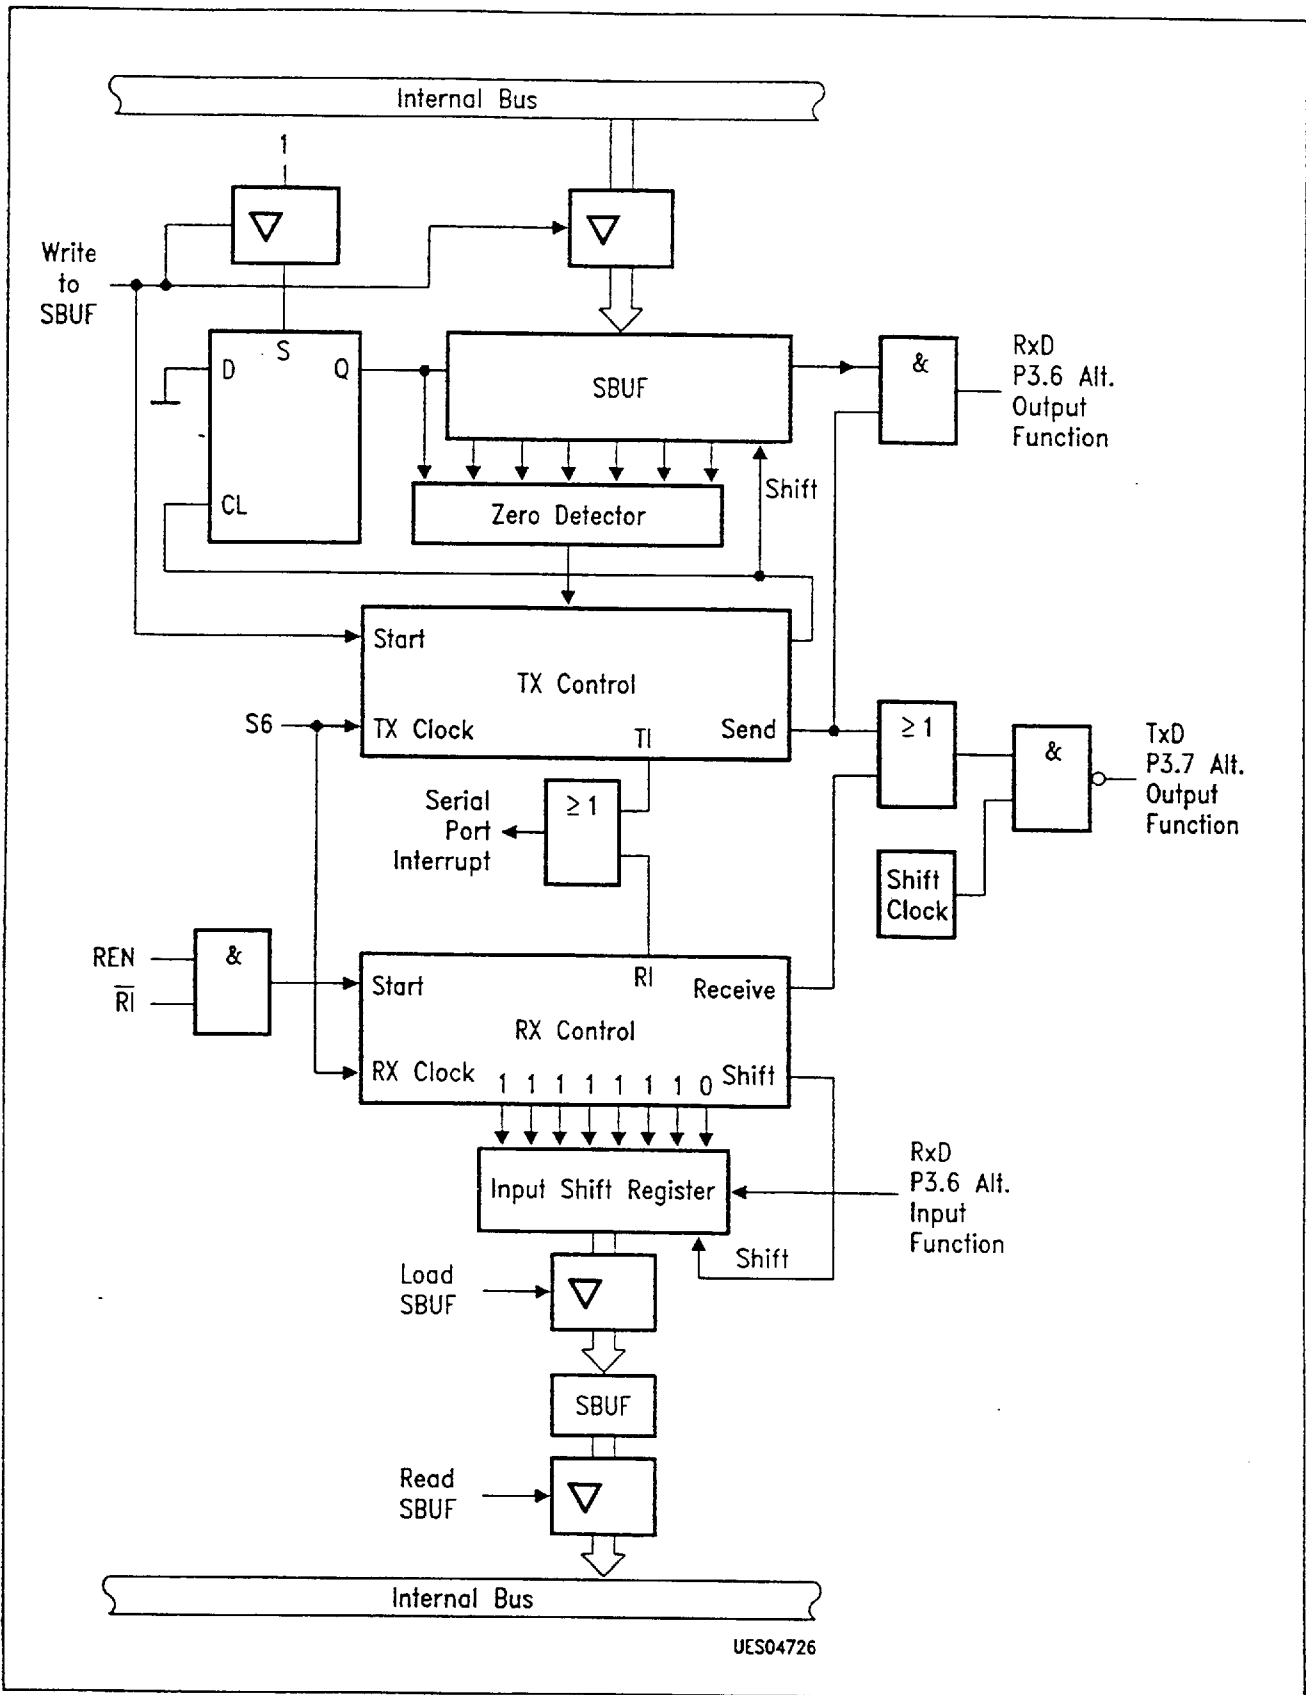 Internal Bus
1
Write
to
SBUF
S
D
Q
CL
SBUF
&
RxD
P3.6 Alt.
Output
Function
Shift
Zero Detector
Start
TX Control
S6
TX Clock
TI
Send
≥1
&
TxD
P3.7 Alt.
Output
Function
Serial
Port
Interrupt
≥1
Shift
Clock
REN
R̅I̅
&
Start
RI
Receive
RX Control
RX Clock
1 1 1 1 1 1 1 0
Shift
Input Shift Register
RxD
P3.6 Alt.
Input
Function
Shift
Load
SBUF
SBUF
Read
SBUF
Internal Bus
UES04726